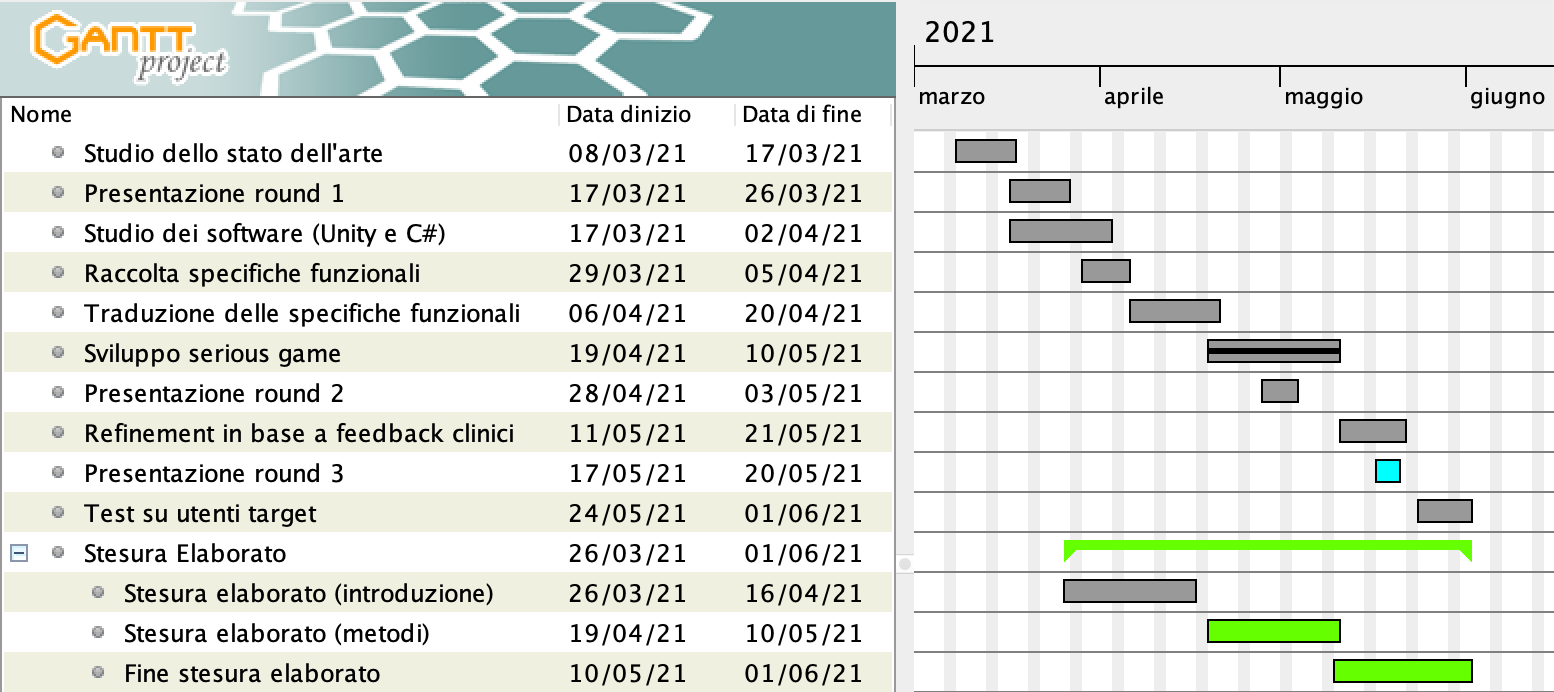 GANTT
project
2021
marzo aprile maggio giugno
Nome Data dinizio Data di fine
Studio dello stato dell'arte 08/03/21 17/03/21
Presentazione round 1 17/03/21 26/03/21
Studio dei software (Unity e C#) 17/03/21 02/04/21
Raccolta specifiche funzionali 29/03/21 05/04/21
Traduzione delle specifiche funzionali 06/04/21 20/04/21
Sviluppo serious game 19/04/21 10/05/21
Presentazione round 2 28/04/21 03/05/21
Refinement in base a feedback clinici 11/05/21 21/05/21
Presentazione round 3 17/05/21 20/05/21
Test su utenti target 24/05/21 01/06/21
Stesura Elaborato 26/03/21 01/06/21
Stesura elaborato (introduzione) 26/03/21 16/04/21
Stesura elaborato (metodi) 19/04/21 10/05/21
Fine stesura elaborato 10/05/21 01/06/21